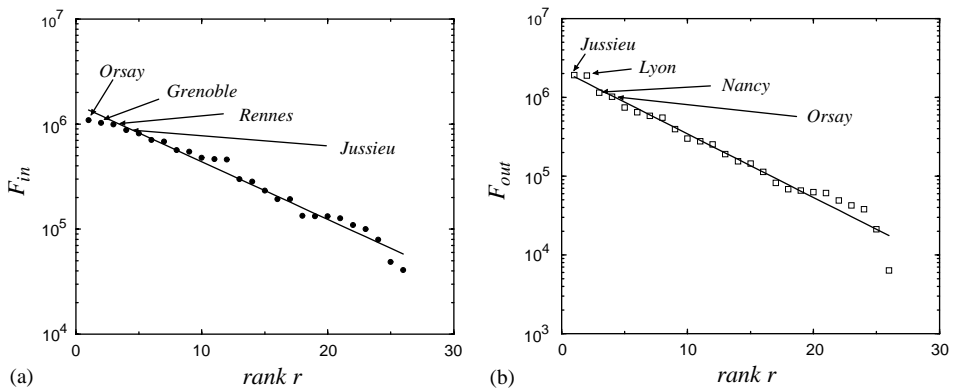 10^7
10^6
10^5
10^4
F_in
Orsay
Grenoble
Rennes
Jussieu
0 10 20 30
rank r
(a)
10^7
10^6
10^5
10^4
10^3
F_out
Jussieu
Lyon
Nancy
Orsay
0 10 20 30
rank r
(b)